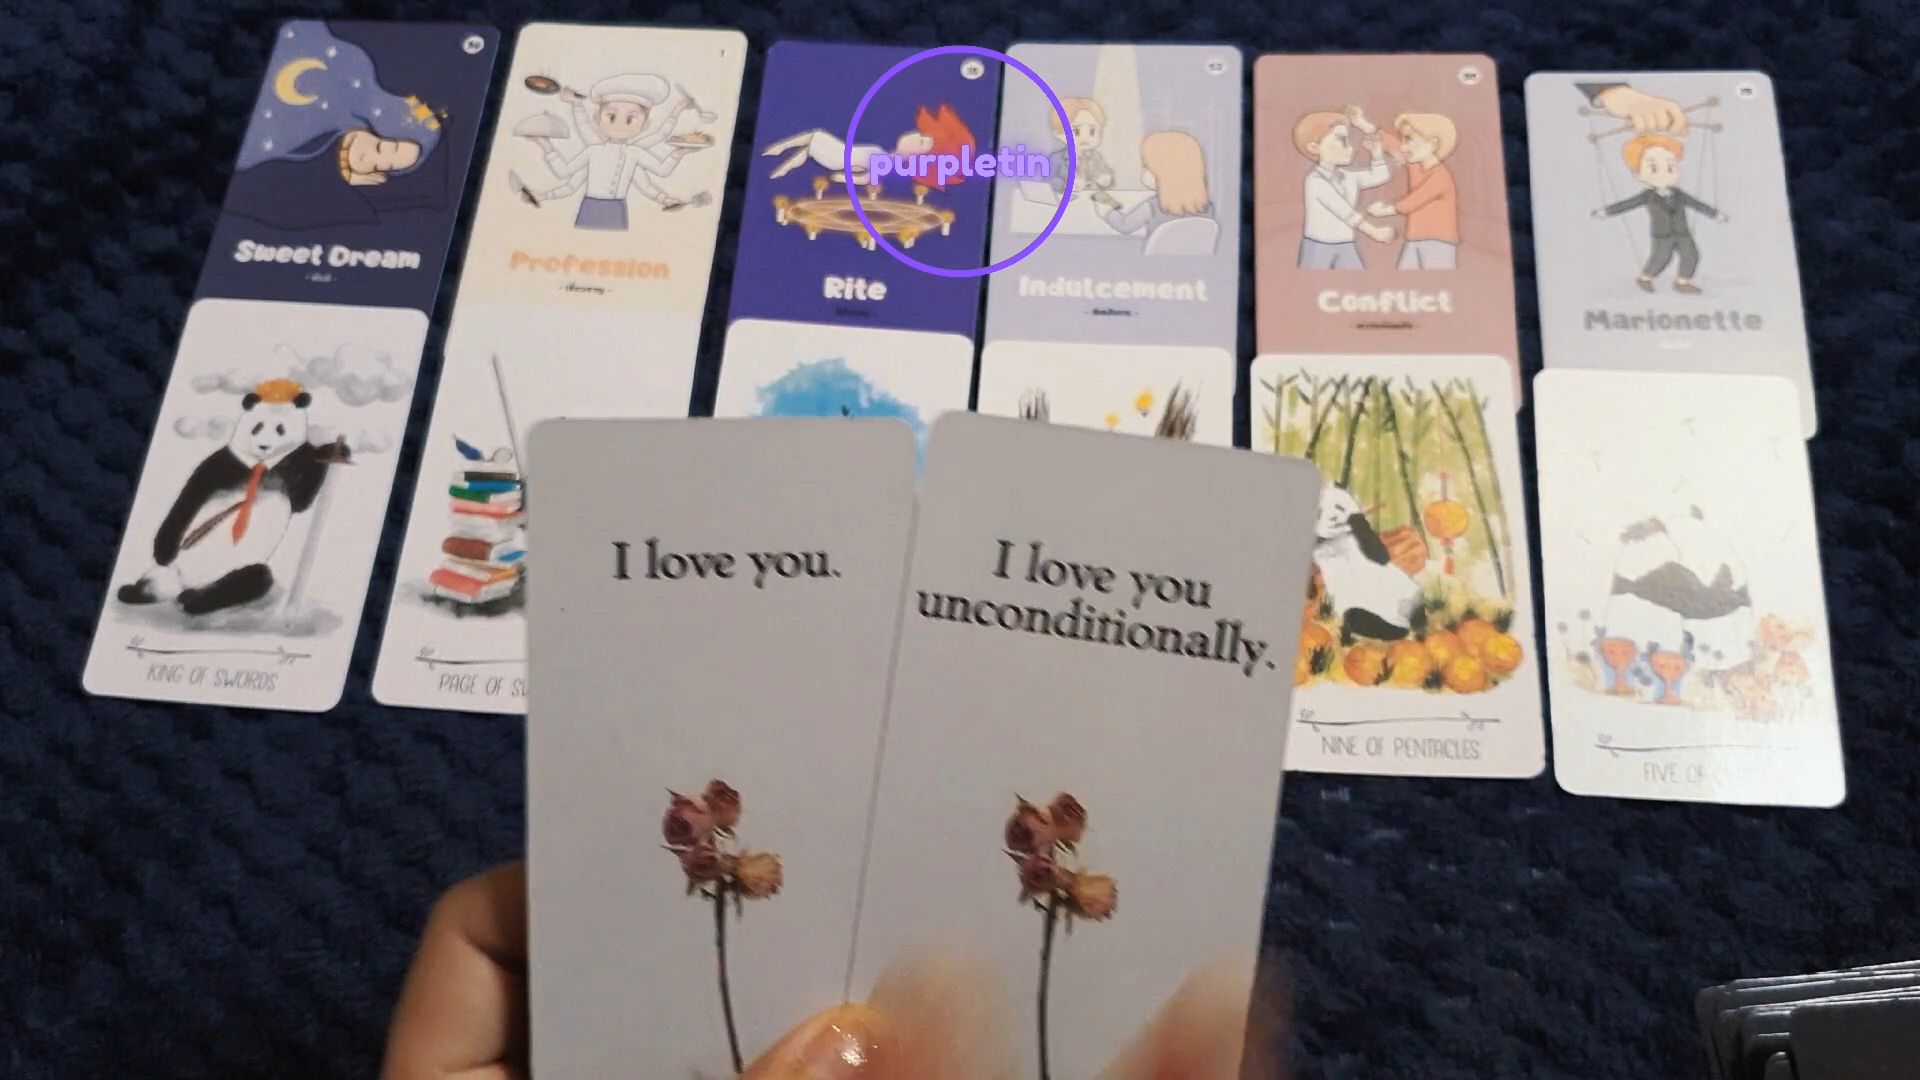 Sweet Dream
Profession
Rite
Indulcement
Conflict
Marionette
purpletin
I love you.
I love you
unconditionally.
KING OF SWORDS
PAGE OF
NINE OF PENTACLES
FIVE OF